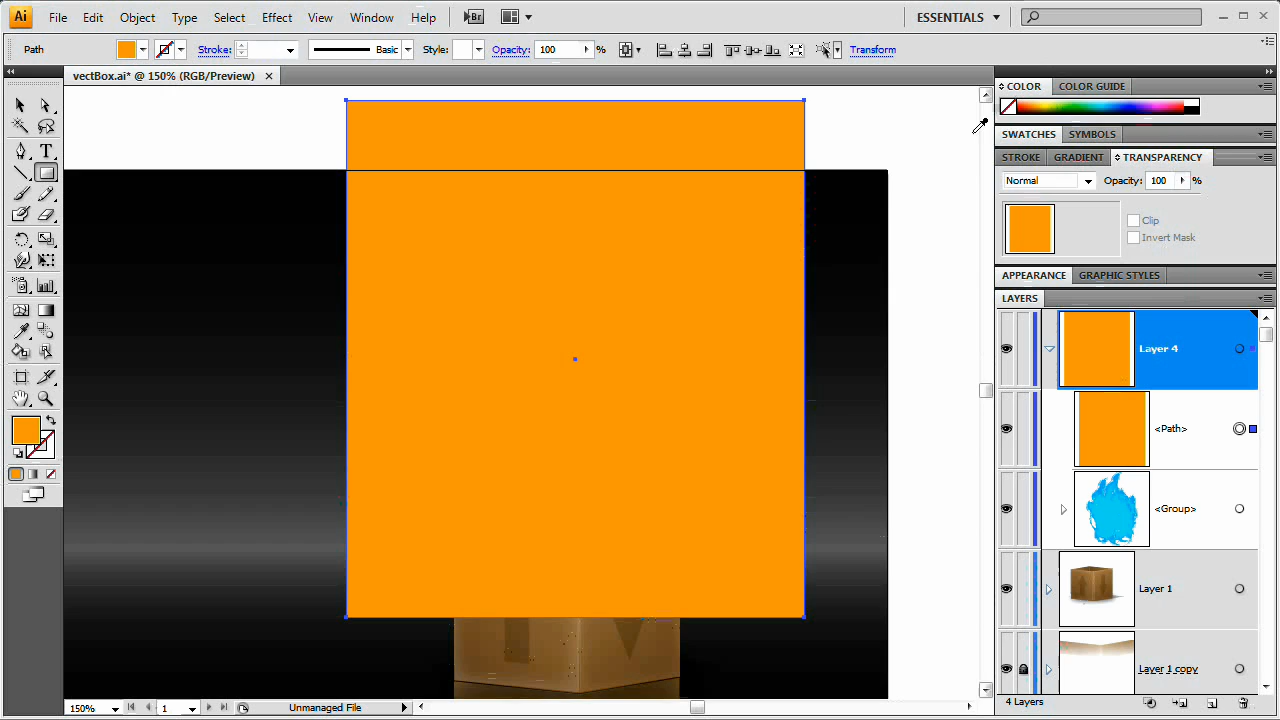 Ai File Edit Object Type Select Effect View Window Help Br ESSENTIALS
Path Stroke: Basic Style: Opacity: 100 % Transform
vectBox.ai* @ 150% (RGB/Preview)
COLOR COLOR GUIDE
SWATCHES SYMBOLS
STROKE GRADIENT TRANSPARENCY
Normal Opacity: 100 %
Clip
Invert Mask
APPEARANCE GRAPHIC STYLES
LAYERS
Layer 4
<Path>
<Group>
Layer 1
Layer 1 copy
150% 1 Unmanaged File 4 Layers